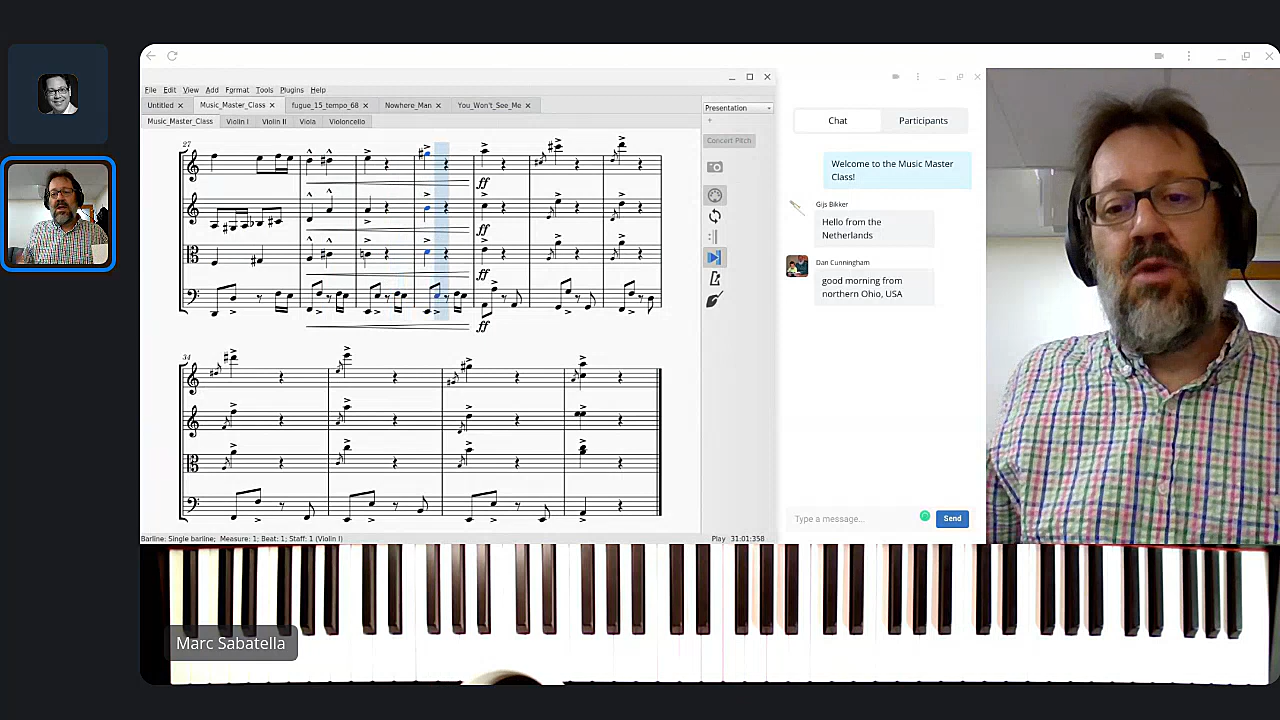 File Edit View Add Format Tools Plugins Help
Untitled Music_Master_Class fugue_15_tempo_68 Nowhere_Man You_Won't_See_Me
Music_Master_Class Violin I Violin II Viola Violoncello
Presentation
+
Concert Pitch
27
ff
ff
ff
ff
34
Barline: Single barline; Measure: 1; Beat: 1; Staff: 1 (Violin I)
Play 31:01:358
Chat Participants
Welcome to the Music Master
Class!
Gijs Bikker
Hello from the
Netherlands
Dan Cunningham
good morning from
northern Ohio, USA
Type a message...
Send
Marc Sabatella